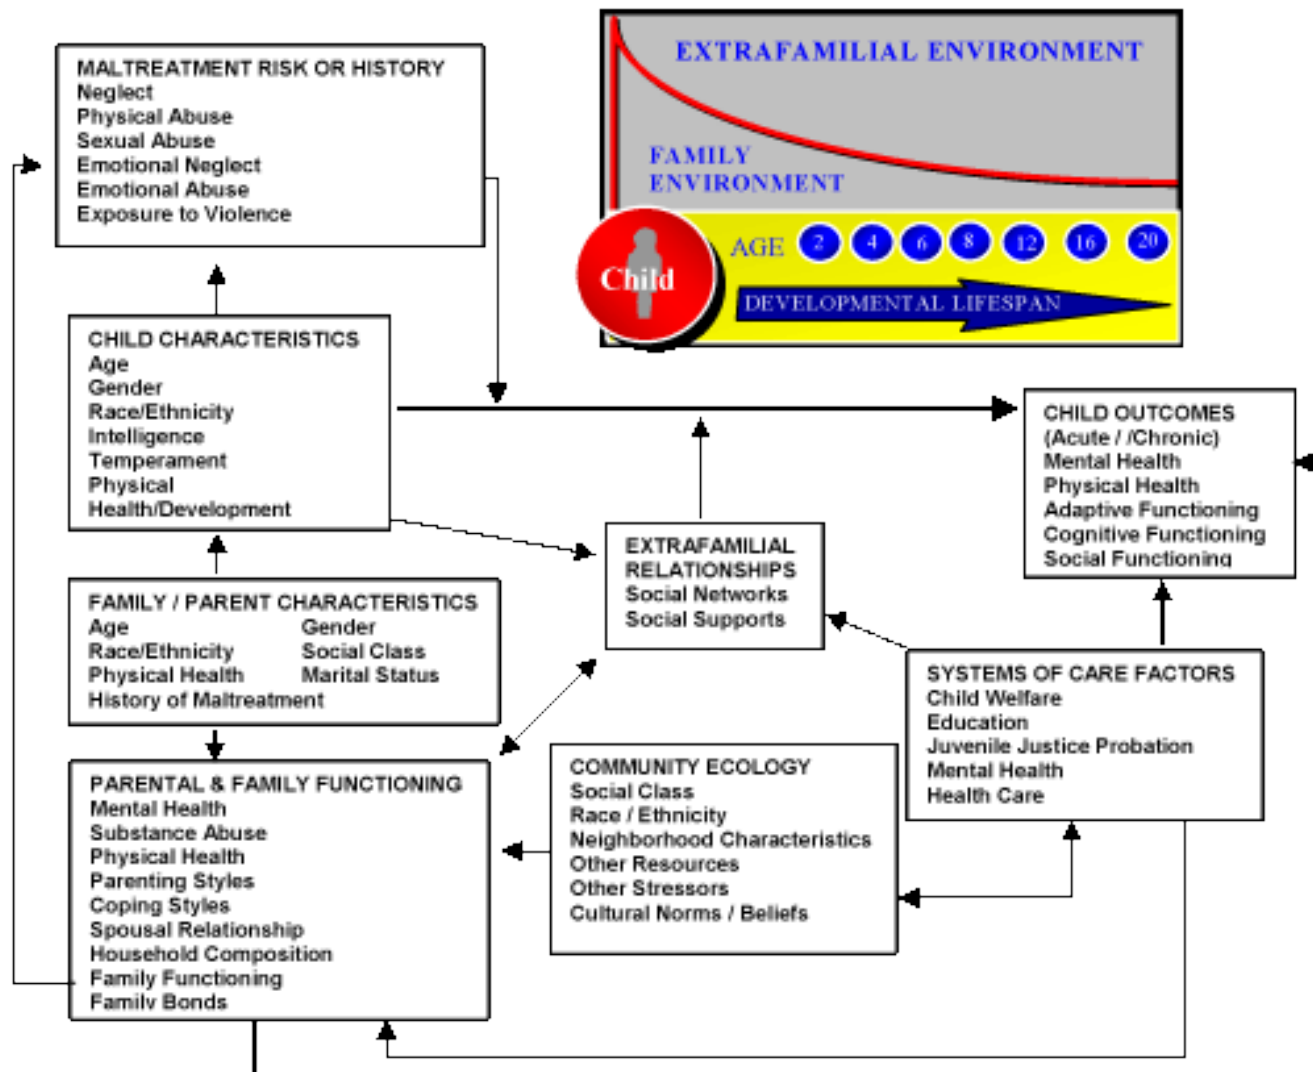 MALTREATMENT RISK OR HISTORY
Neglect
Physical Abuse
Sexual Abuse
Emotional Neglect
Emotional Abuse
Exposure to Violence
EXTRAFAMILIAL ENVIRONMENT
FAMILY
ENVIRONMENT
AGE 2 4 6 8 12 16 20
Child
DEVELOPMENTAL LIFESPAN
CHILD CHARACTERISTICS
Age
Gender
Race/Ethnicity
Intelligence
Temperament
Physical
Health/Development
CHILD OUTCOMES
(Acute / /Chronic)
Mental Health
Physical Health
Adaptive Functioning
Cognitive Functioning
Social Functioning
EXTRAFAMILIAL
RELATIONSHIPS
Social Networks
Social Supports
FAMILY / PARENT CHARACTERISTICS
Age Gender
Race/Ethnicity Social Class
Physical Health Marital Status
History of Maltreatment
SYSTEMS OF CARE FACTORS
Child Welfare
Education
Juvenile Justice Probation
Mental Health
Health Care
PARENTAL & FAMILY FUNCTIONING
Mental Health
Substance Abuse
Physical Health
Parenting Styles
Coping Styles
Spousal Relationship
Household Composition
Family Functioning
Family Bonds
COMMUNITY ECOLOGY
Social Class
Race / Ethnicity
Neighborhood Characteristics
Other Resources
Other Stressors
Cultural Norms / Beliefs